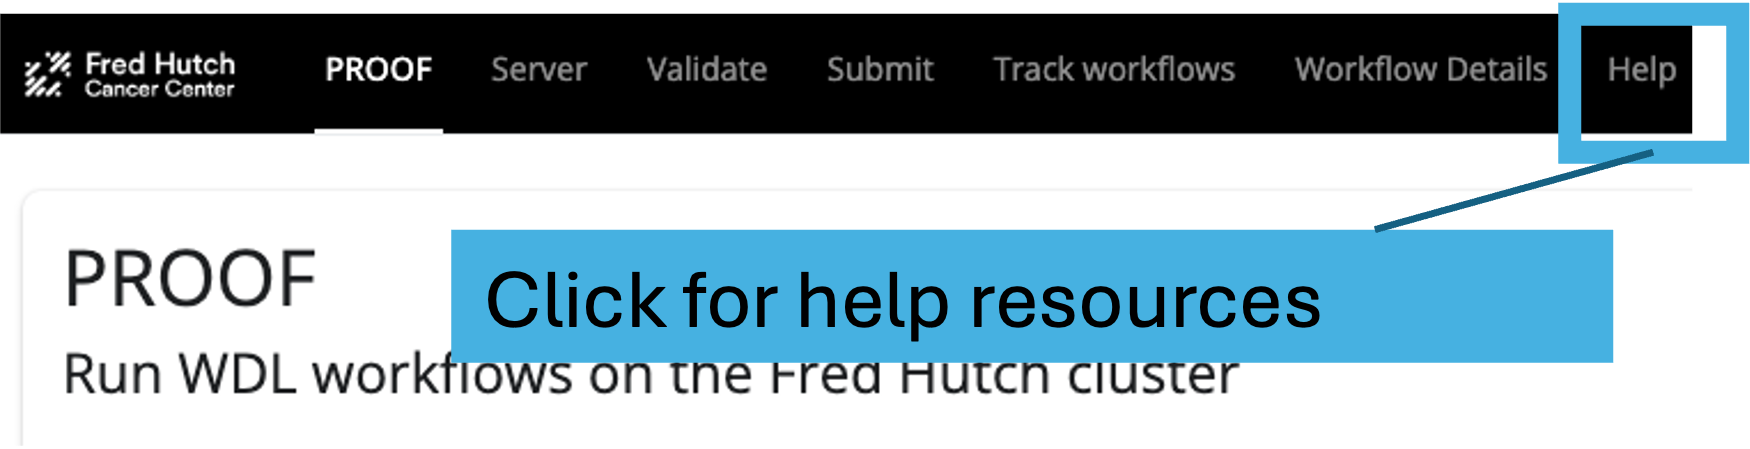 Fred Hutch
Cancer Center
PROOF Server Validate Submit Track workflows Workflow Details Help
PROOF
Click for help resources
Run WDL workflows on the Fred Hutch cluster